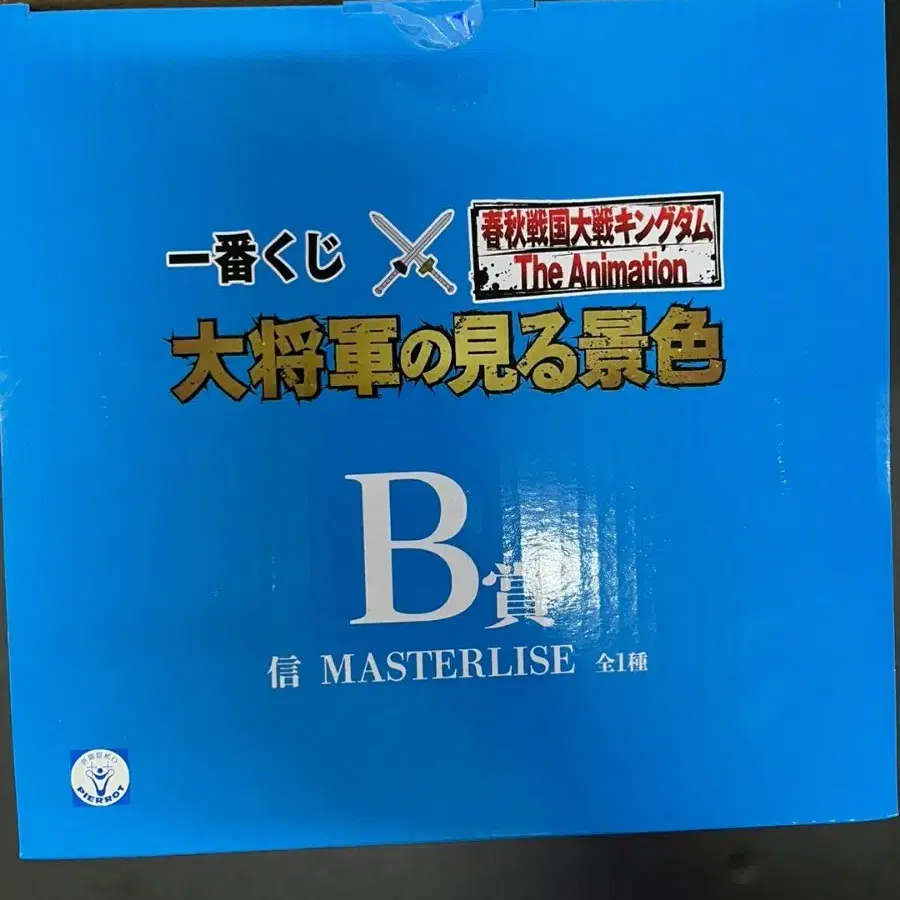 一番くじ
春秋戦国大戦キングダム
The Animation
大将軍の見る景色
B賞
信 MASTERLISE 全1種
PIERROT